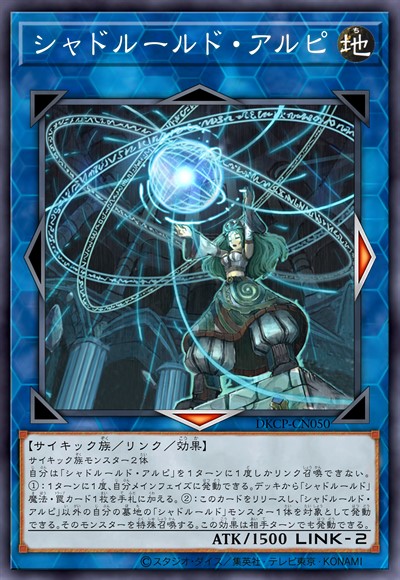 シャドルールド・アルピ
地
DKCP-CN050
【サイキック族/リンク/効果】
サイキック族モンスター2体
自分は「シャドルールド・アルピ」を1ターンに1度しかリンク召喚できない。
①:1ターンに1度、自分メインフェイズに発動できる。デッキから「シャドルールド」
魔法・罠カード1枚を手札に加える。②:このカードをリリースし、「シャドルールド・
アルピ」以外の自分の墓地の「シャドルールド」モンスター1体を対象として発動
できる。そのモンスターを特殊召喚する。この効果は相手ターンでも発動できる。
ATK/1500 LINK-2
©スタジオ・ダイス/集英社・テレビ東京・KONAMI